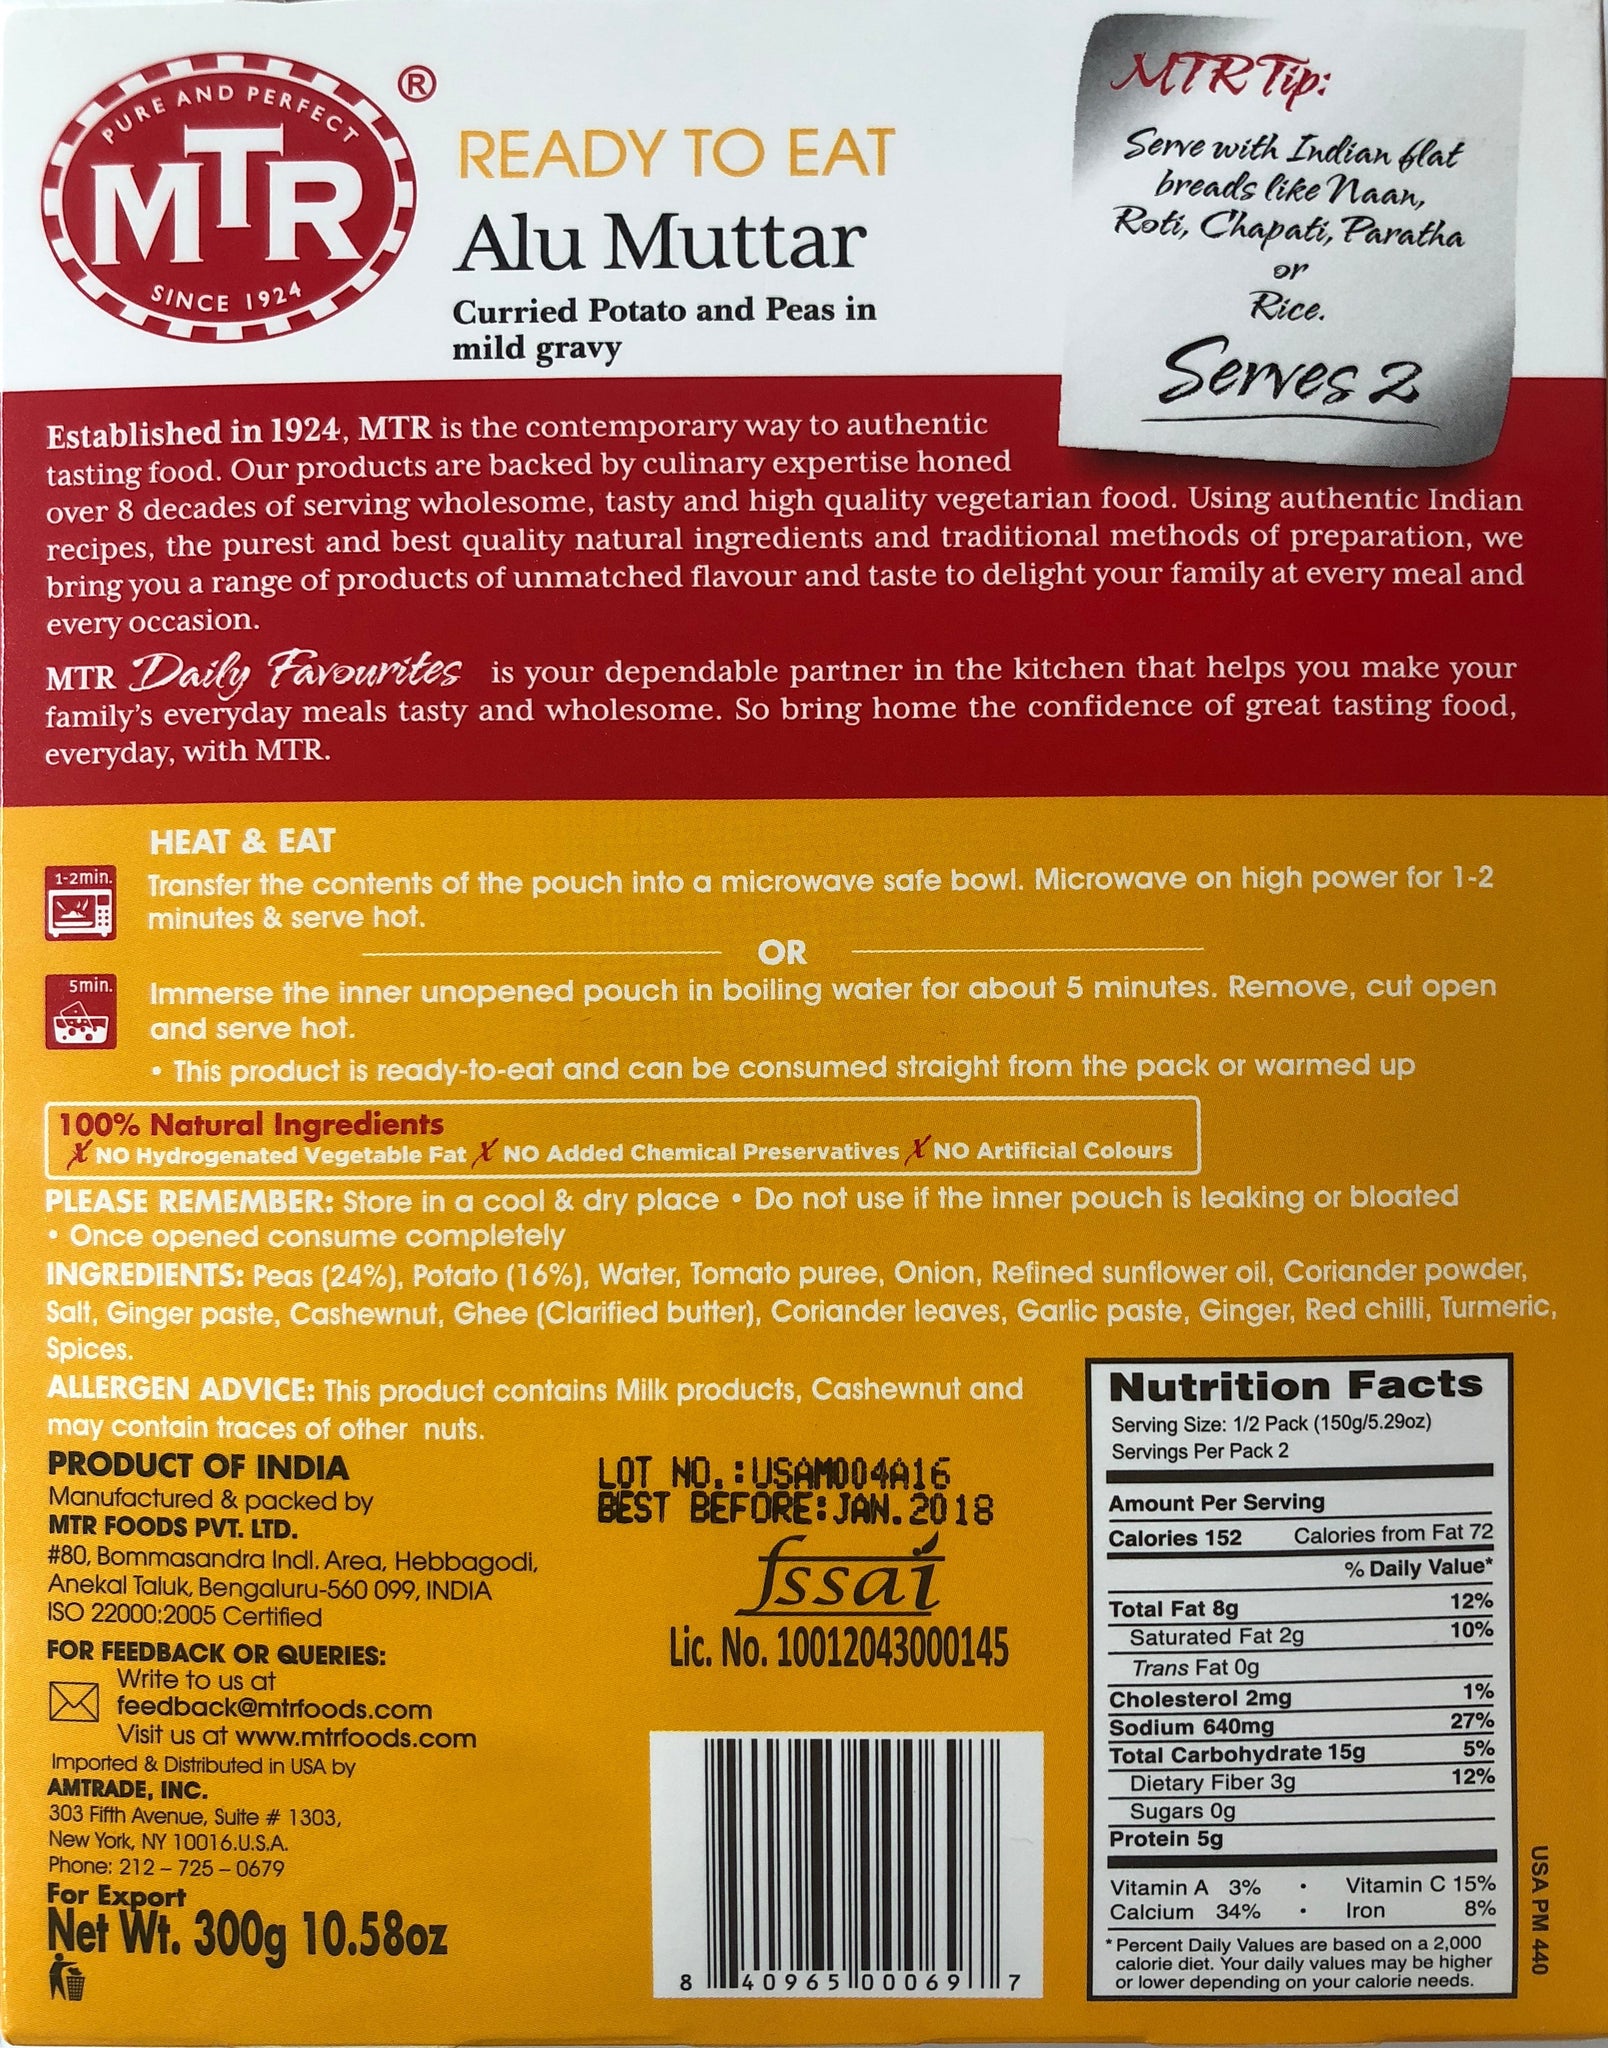 PURE AND PERFECT
MTR
SINCE 1924
®
READY TO EAT
Alu Muttar
Curried Potato and Peas in
mild gravy
MTR Tip:
Serve with Indian flat
breads like Naan,
Roti, Chapati, Paratha
or
Rice.
Serves 2
Established in 1924, MTR is the contemporary way to authentic
tasting food. Our products are backed by culinary expertise honed
over 8 decades of serving wholesome, tasty and high quality vegetarian food. Using authentic Indian
recipes, the purest and best quality natural ingredients and traditional methods of preparation, we
bring you a range of products of unmatched flavour and taste to delight your family at every meal and
every occasion.
MTR Daily Favourites is your dependable partner in the kitchen that helps you make your
family's everyday meals tasty and wholesome. So bring home the confidence of great tasting food,
everyday, with MTR.
HEAT & EAT
1-2min.
Transfer the contents of the pouch into a microwave safe bowl. Microwave on high power for 1-2
minutes & serve hot.
OR
5min.
Immerse the inner unopened pouch in boiling water for about 5 minutes. Remove, cut open
and serve hot.
• This product is ready-to-eat and can be consumed straight from the pack or warmed up
100% Natural Ingredients
X NO Hydrogenated Vegetable Fat X NO Added Chemical Preservatives X NO Artificial Colours
PLEASE REMEMBER: Store in a cool & dry place • Do not use if the inner pouch is leaking or bloated
• Once opened consume completely
INGREDIENTS: Peas (24%), Potato (16%), Water, Tomato puree, Onion, Refined sunflower oil, Coriander powder,
Salt, Ginger paste, Cashewnut, Ghee (Clarified butter), Coriander leaves, Garlic paste, Ginger, Red chilli, Turmeric,
Spices.
ALLERGEN ADVICE: This product contains Milk products, Cashewnut and
may contain traces of other nuts.
PRODUCT OF INDIA
Manufactured & packed by
MTR FOODS PVT. LTD.
#80, Bommasandra Indl. Area, Hebbagodi,
Anekal Taluk, Bengaluru-560 099, INDIA
ISO 22000:2005 Certified
FOR FEEDBACK OR QUERIES:
Write to us at
feedback@mtrfoods.com
Visit us at www.mtrfoods.com
Imported & Distributed in USA by
AMTRADE, INC.
303 Fifth Avenue, Suite # 1303,
New York, NY 10016.U.S.A.
Phone: 212 – 725 – 0679
For Export
Net Wt. 300g 10.58oz
LOT NO.:USAM004A16
BEST BEFORE:JAN.2018
fssai
Lic. No. 10012043000145
8 40965 00069 7
Nutrition Facts
Serving Size: 1/2 Pack (150g/5.29oz)
Servings Per Pack 2
Amount Per Serving
Calories 152 Calories from Fat 72
% Daily Value*
Total Fat 8g 12%
Saturated Fat 2g 10%
Trans Fat 0g
Cholesterol 2mg 1%
Sodium 640mg 27%
Total Carbohydrate 15g 5%
Dietary Fiber 3g 12%
Sugars 0g
Protein 5g
Vitamin A 3% • Vitamin C 15%
Calcium 34% • Iron 8%
* Percent Daily Values are based on a 2,000
calorie diet. Your daily values may be higher
or lower depending on your calorie needs.
USA PM 440